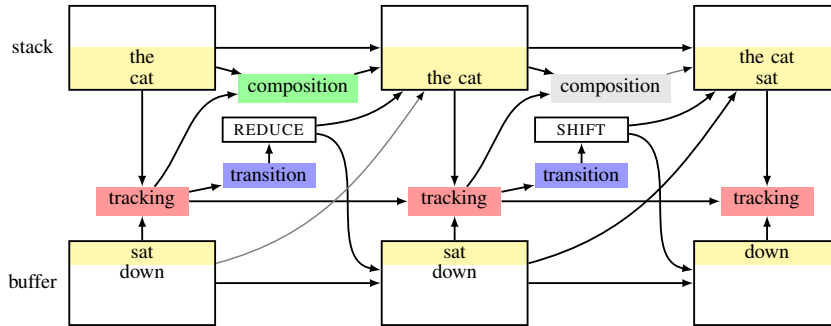 stack
the
cat
the cat
the cat
sat
composition
composition
REDUCE
SHIFT
transition
transition
tracking
tracking
tracking
buffer
sat
down
sat
down
down